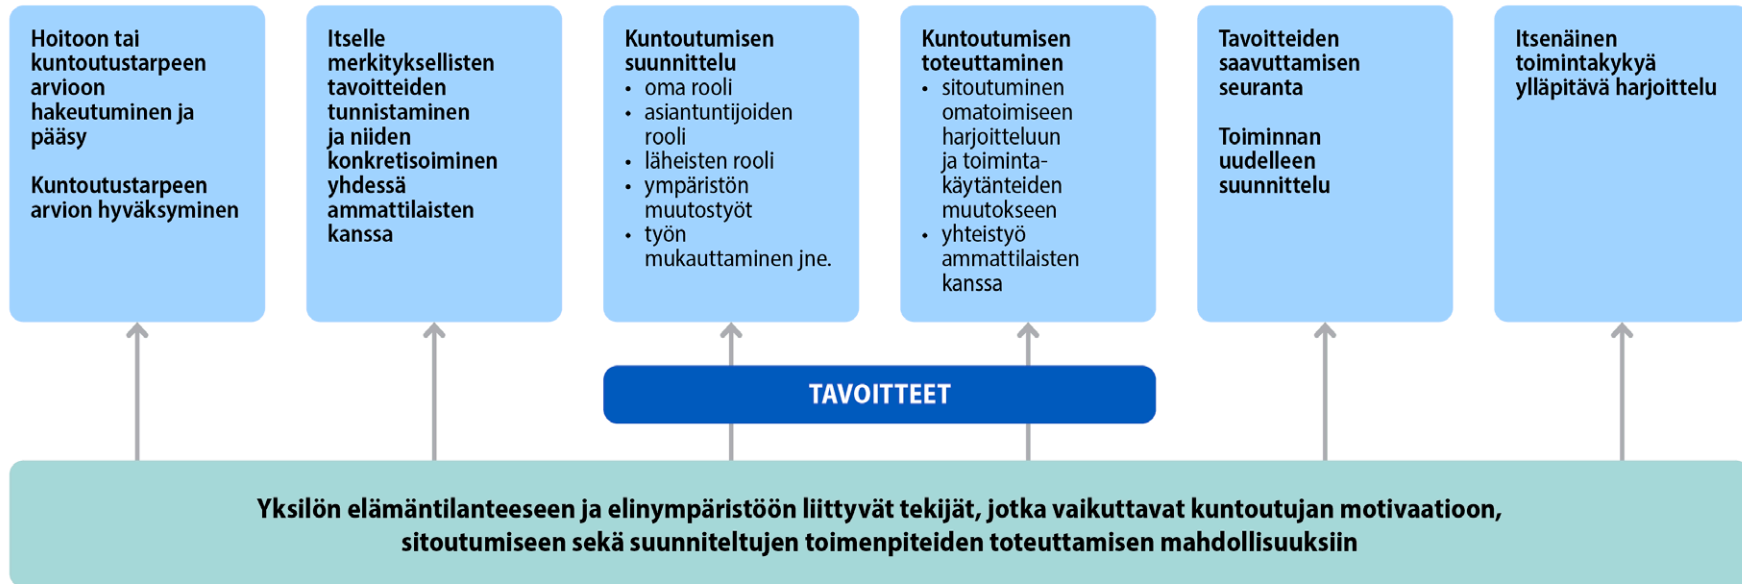 Hoitoon tai
kuntoutustarpeen
arvioon
hakeutuminen ja
pääsy
Kuntoutustarpeen
arvion hyväksyminen
Itselle
merkityksellisten
tavoitteiden
tunnistaminen
ja niiden
konkretisoiminen
yhdessä
ammattilaisten
kanssa
Kuntoutumisen
suunnittelu
• oma rooli
• asiantuntijoiden
rooli
• läheisten rooli
• ympäristön
muutostyöt
• työn
mukauttaminen jne.
Kuntoutumisen
toteuttaminen
• sitoutuminen
omatoimiseen
harjoitteluun
ja toiminta-
käytänteiden
muutokseen
• yhteistyö
ammattilaisten
kanssa
Tavoitteiden
saavuttamisen
seuranta
Toiminnan
uudelleen
suunnittelu
Itsenäinen
toimintakykyä
ylläpitävä harjoittelu
TAVOITTEET
Yksilön elämäntilanteeseen ja elinympäristöön liittyvät tekijät, jotka vaikuttavat kuntoutujan motivaatioon,
sitoutumiseen sekä suunniteltujen toimenpiteiden toteuttamisen mahdollisuuksiin